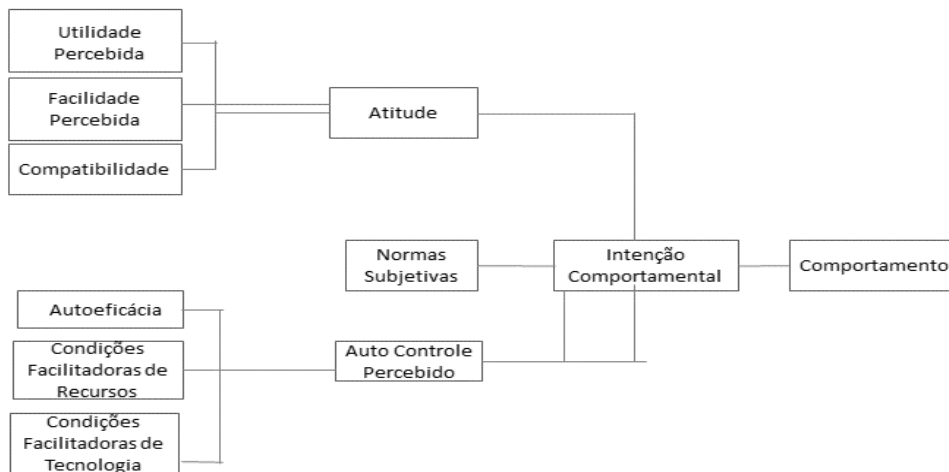 Utilidade
Percebida
Facilidade
Percebida
Compatibilidade
Atitude
Normas
Subjetivas
Intenção
Comportamental
Comportamento
Autoeficácia
Condições
Facilitadoras de
Recursos
Auto Controle
Percebido
Condições
Facilitadoras de
Tecnologia